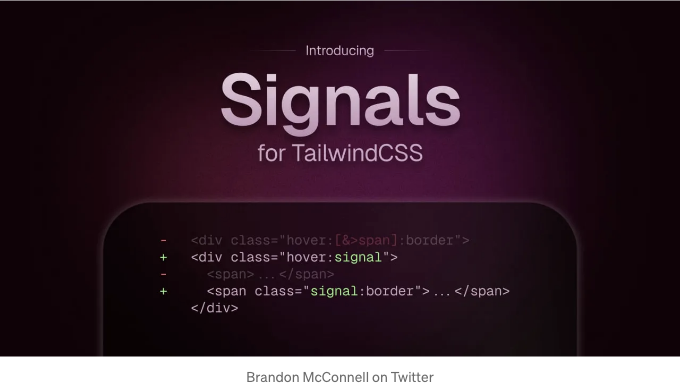 Introducing
Signals
for TailwindCSS
- <div class="hover:[&>span]:border">
+ <div class="hover:signal">
- <span>...</span>
+ <span class="signal:border">...</span>
</div>
Brandon McConnell on Twitter